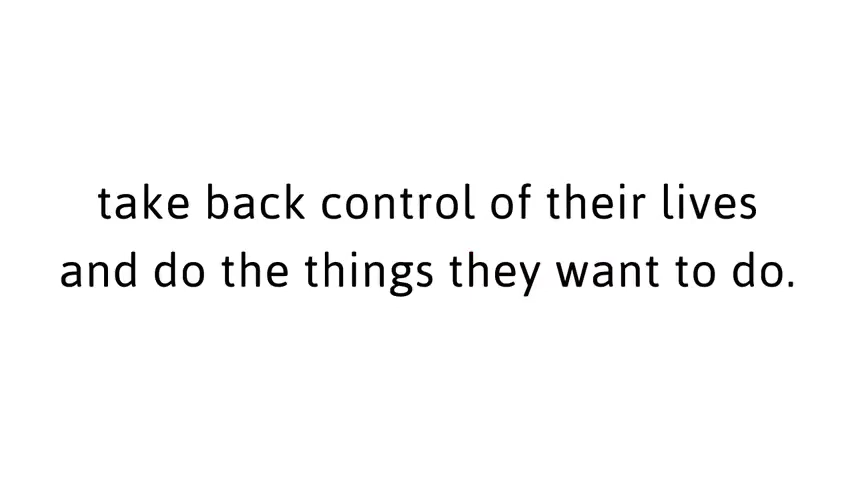 take back control of their lives
and do the things they want to do.